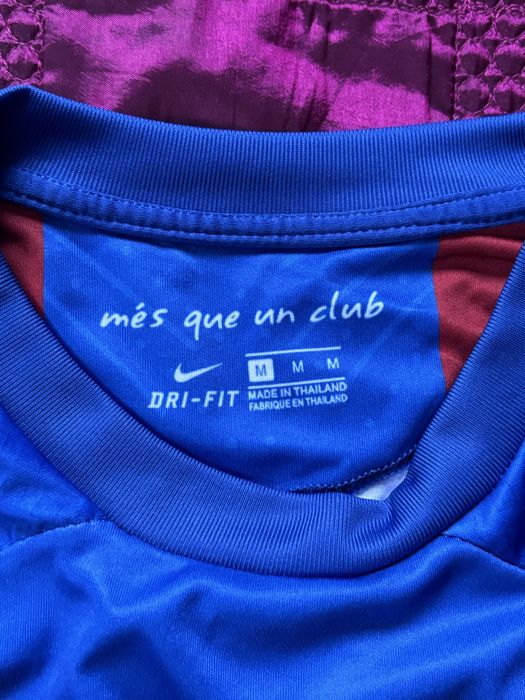 més que un club
M M M
DRI-FIT
MADE IN THAILAND
FABRIQUE EN THAILAND